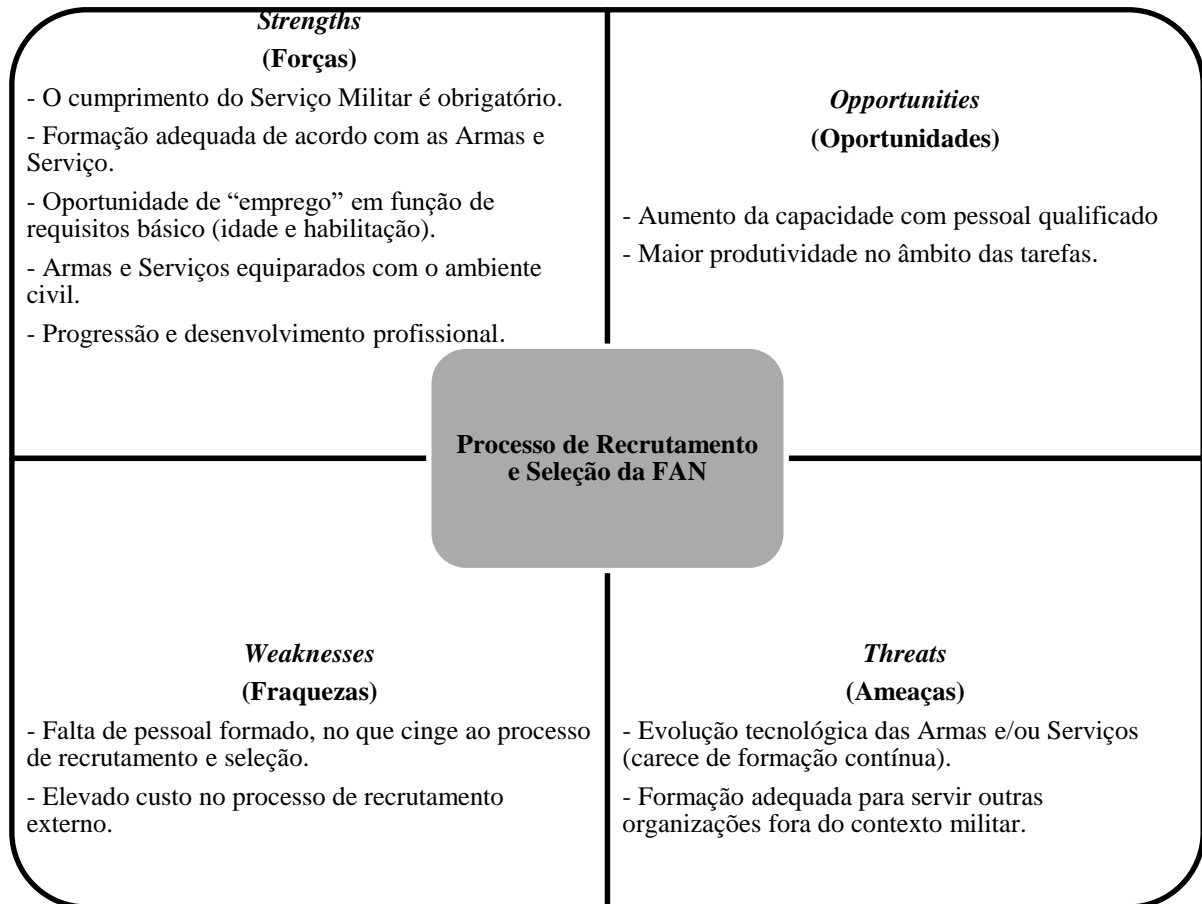 Strengths
(Forças)
- O cumprimento do Serviço Militar é obrigatório.
- Formação adequada de acordo com as Armas e
Serviço.
- Oportunidade de “emprego” em função de
requisitos básico (idade e habilitação).
- Armas e Serviços equiparados com o ambiente
civil.
- Progressão e desenvolvimento profissional.
Opportunities
(Oportunidades)
- Aumento da capacidade com pessoal qualificado
- Maior produtividade no âmbito das tarefas.
Processo de Recrutamento
e Seleção da FAN
Weaknesses
(Fraquezas)
- Falta de pessoal formado, no que cinge ao processo
de recrutamento e seleção.
- Elevado custo no processo de recrutamento
externo.
Threats
(Ameaças)
- Evolução tecnológica das Armas e/ou Serviços
(carece de formação contínua).
- Formação adequada para servir outras
organizações fora do contexto militar.